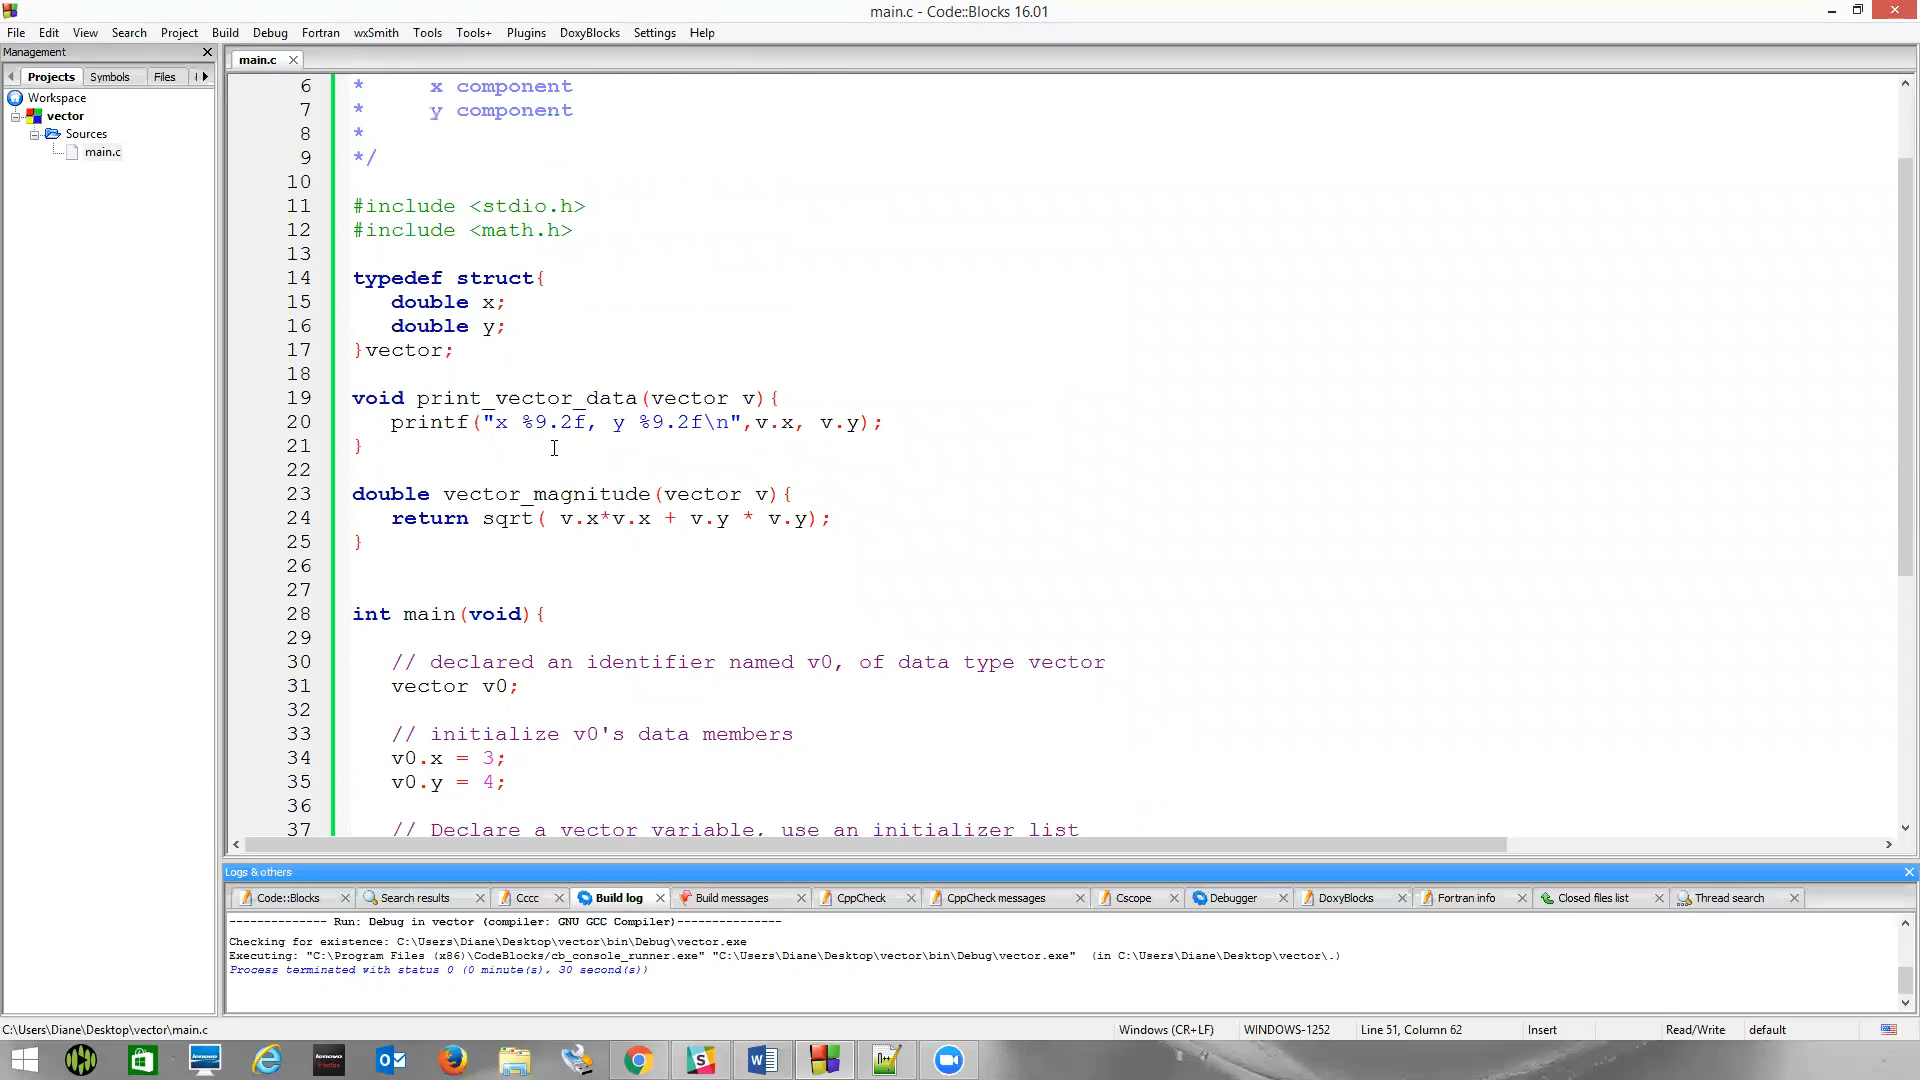 main.c - Code::Blocks 16.01
File Edit View Search Project Build Debug Fortran wxSmith Tools Tools+ Plugins DoxyBlocks Settings Help
Management
Projects Symbols Files
main.c
Workspace
vector
Sources
main.c
6 * x component
7 * y component
8 *
9 */
10
11 #include <stdio.h>
12 #include <math.h>
13
14 typedef struct{
15 double x;
16 double y;
17 }vector;
18
19 void print_vector_data(vector v){
20 printf("x %9.2f, y %9.2f\n",v.x, v.y);
21 }
22
23 double vector_magnitude(vector v){
24 return sqrt( v.x*v.x + v.y * v.y);
25 }
26
27
28 int main(void){
29
30 // declared an identifier named v0, of data type vector
31 vector v0;
32
33 // initialize v0's data members
34 v0.x = 3;
35 v0.y = 4;
36
37 // Declare a vector variable, use an initializer list
Logs & others
Code::Blocks Search results Cccc Build log Build messages CppCheck CppCheck messages Cscope Debugger DoxyBlocks Fortran info Closed files list Thread search
-------------- Run: Debug in vector (compiler: GNU GCC Compiler)---------------
Checking for existence: C:\Users\Diane\Desktop\vector\bin\Debug\vector.exe
Executing: "C:\Program Files (x86)\CodeBlocks/cb_console_runner.exe" "C:\Users\Diane\Desktop\vector\bin\Debug\vector.exe"  (in C:\Users\Diane\Desktop\vector\.)
Process terminated with status 0 (0 minute(s), 30 second(s))
C:\Users\Diane\Desktop\vector\main.c Windows (CR+LF) WINDOWS-1252 Line 51, Column 62 Insert Read/Write default